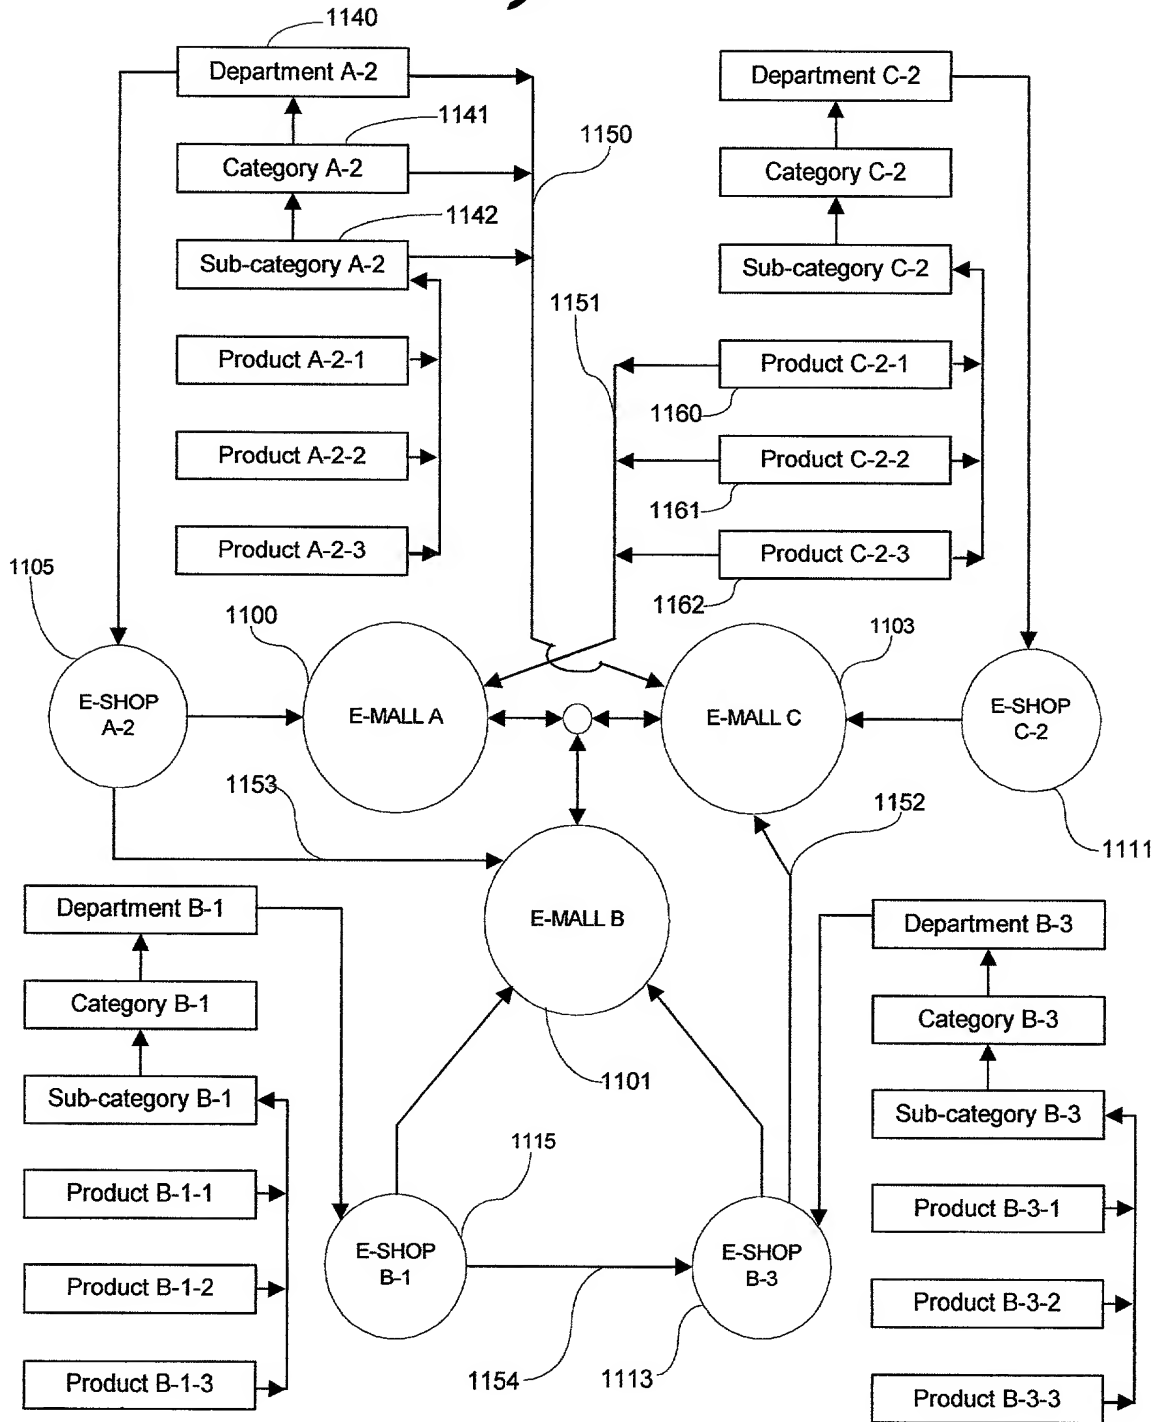 1140
Department A-2
Department C-2
1141
1150
Category A-2
Category C-2
1142
Sub-category A-2
Sub-category C-2
1151
Product A-2-1
Product C-2-1
1160
Product A-2-2
Product C-2-2
1161
Product A-2-3
Product C-2-3
1105
1162
1100
1103
E-SHOP
A-2
E-MALL A
E-MALL C
E-SHOP
C-2
1153
1152
1111
Department B-1
E-MALL B
Department B-3
Category B-1
Category B-3
1101
Sub-category B-1
Sub-category B-3
1115
Product B-1-1
Product B-3-1
E-SHOP
B-1
E-SHOP
B-3
Product B-1-2
Product B-3-2
1154
1113
Product B-1-3
Product B-3-3